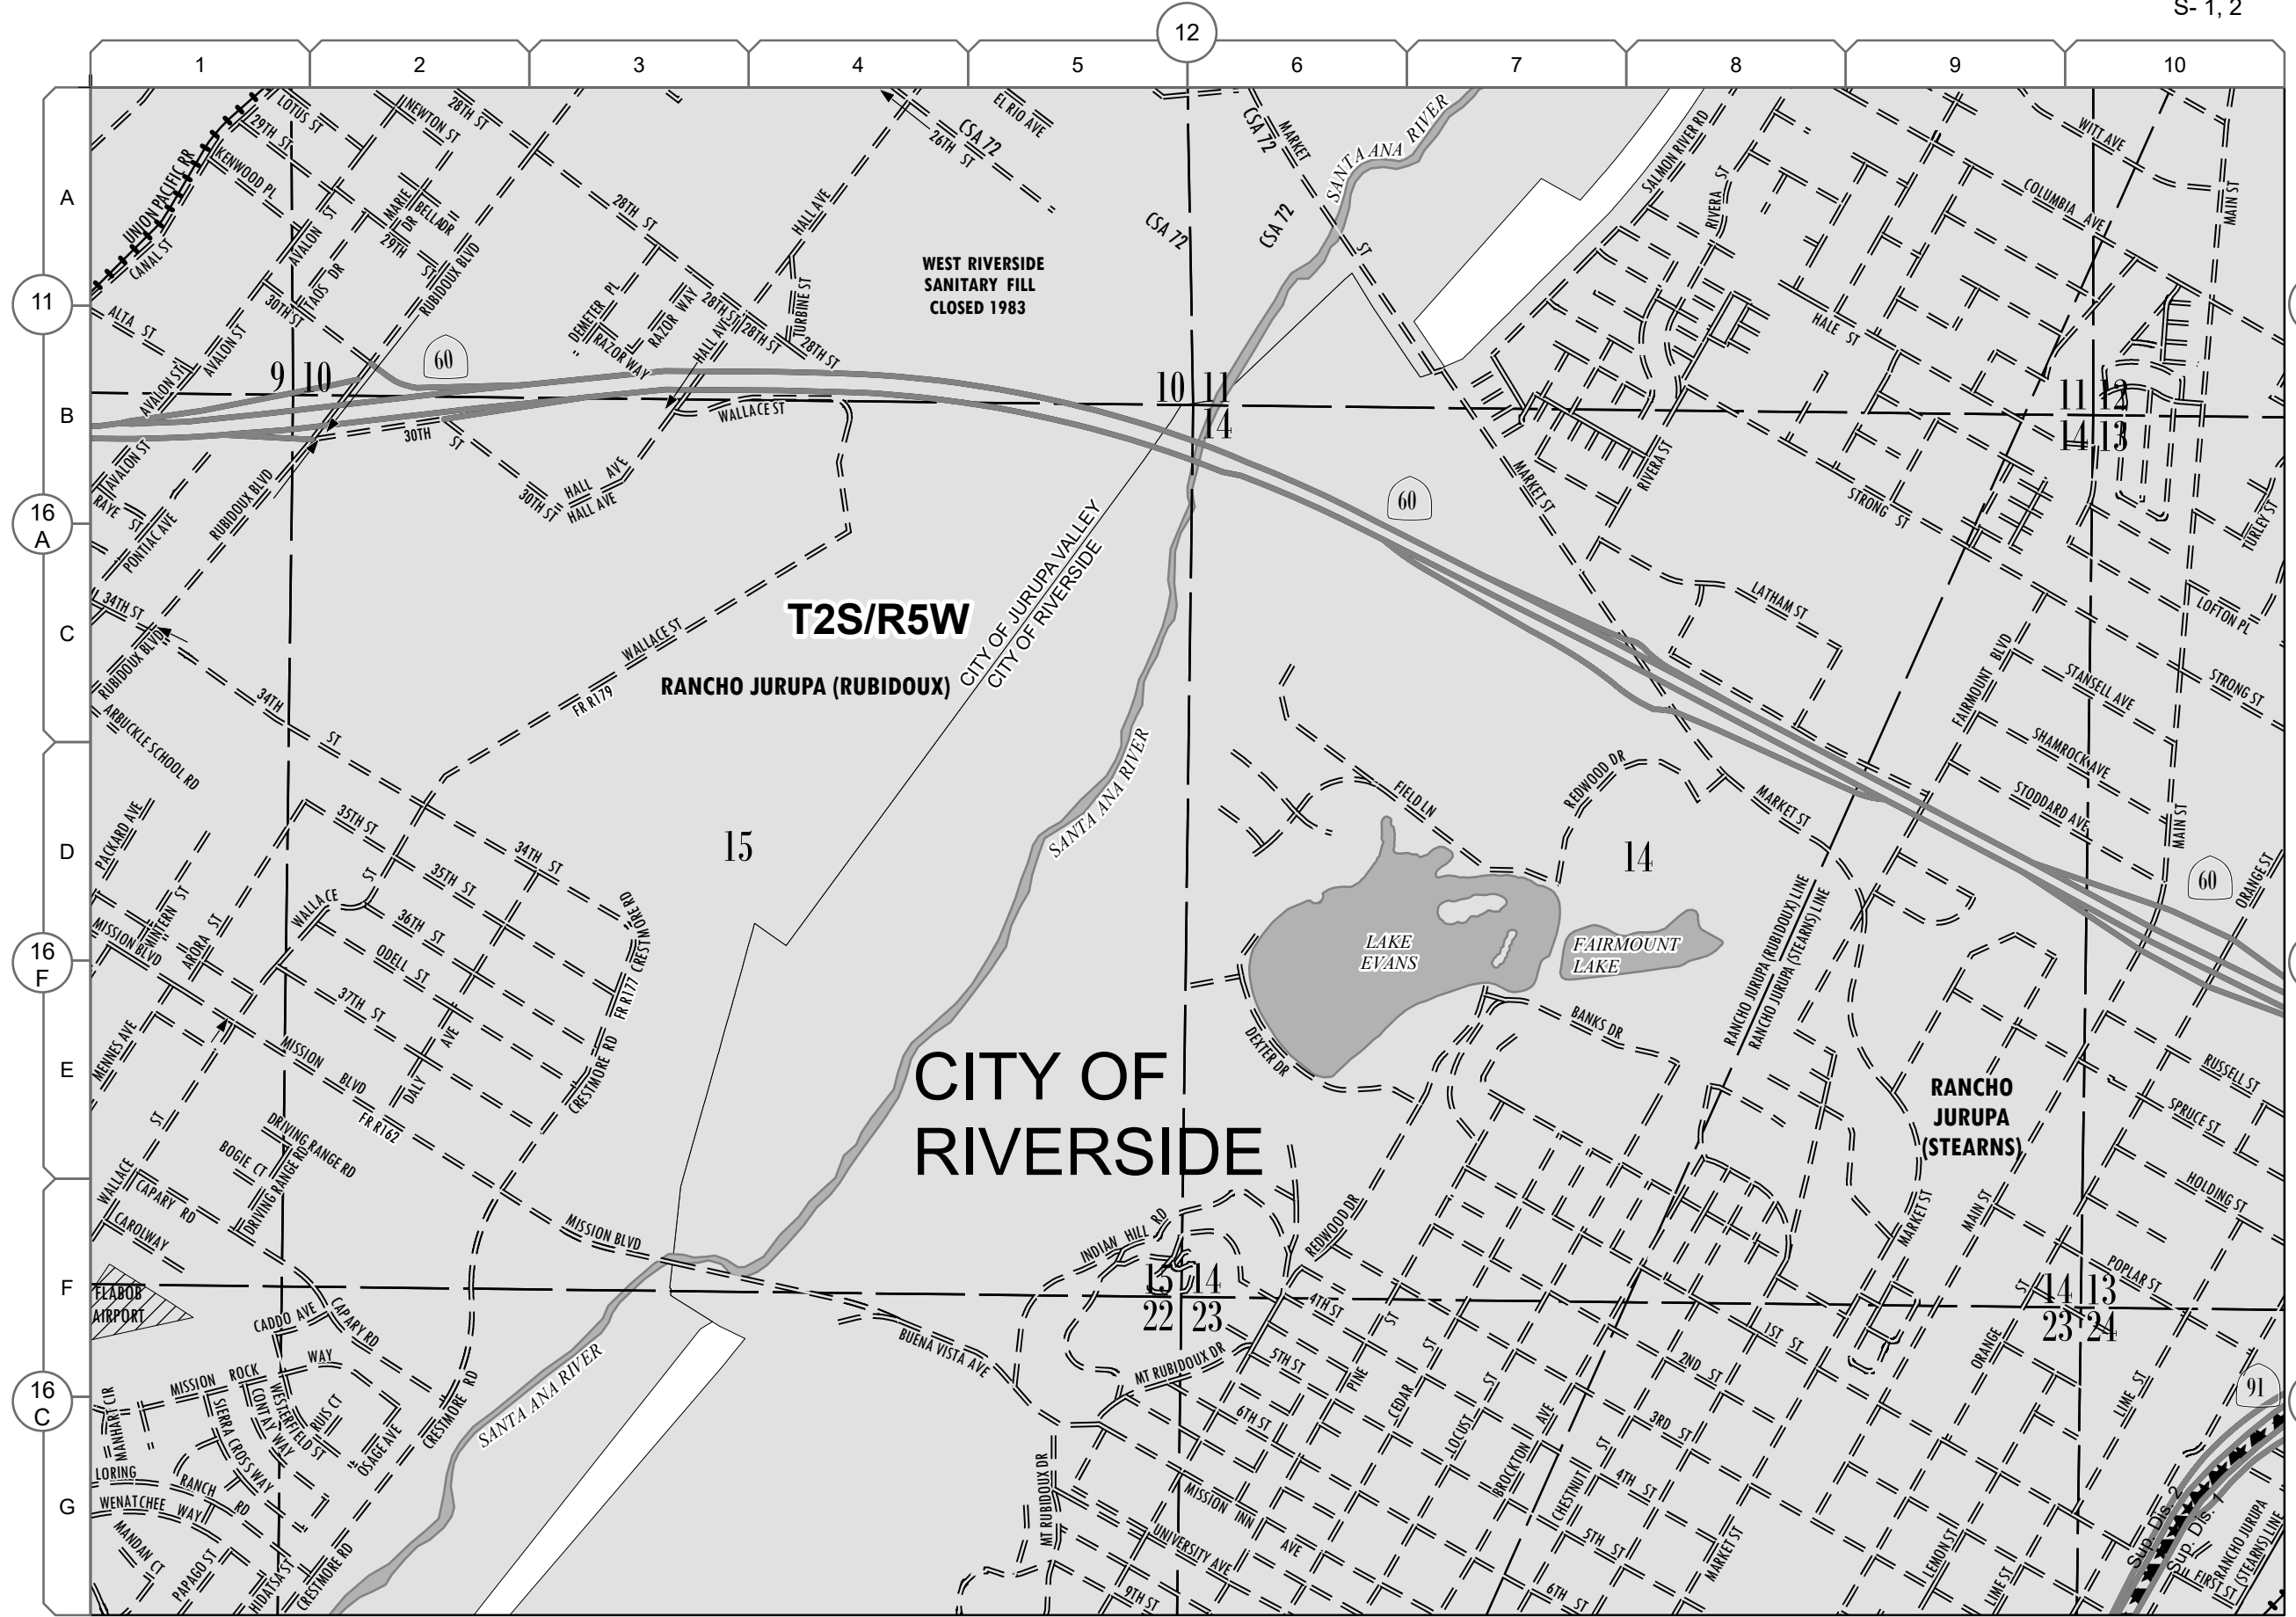 S- 1, 2
12
1
2
3
4
5
6
7
8
9
10
A
11
B
16
A
C
D
16
F
E
F
16
C
G
LOTUS ST
29TH ST
KENWOOD PL
UNION PACIFIC RR
CANAL ST
NEWTON ST
28TH ST
AVALON ST
MARIE DR
BELLA DR
29TH ST
TAOS DR
30TH ST
RUBIDOUX BLVD
28TH ST
HALL AVE
EL RIO AVE
CSA 72
26TH ST
CSA 72
MARKET ST
CSA 72
CSA 72
SANTA ANA RIVER
SALMON RIVER RD
RIVERA ST
WITT AVE
COLUMBIA AVE
MAIN ST
WEST RIVERSIDE
SANITARY FILL
CLOSED 1983
ALTA ST
AVALON ST
AVALON ST
DEMETER PL
RAZOR WAY
RAZOR WAY
28TH ST
28TH ST
28TH ST
HALL AVE
TURBINE ST
HALE ST
9
10
60
10
11
14
11
12
14
13
WALLACE ST
30TH ST
AVALON ST
RAYE ST
PONTIAC AVE
RUBIDOUX BLVD
30TH ST
HALL AVE
HALL AVE
CITY OF JURUPA VALLEY
CITY OF RIVERSIDE
60
MARKET ST
RIVERA ST
STRONG ST
TURLEY ST
34TH ST
RUBIDOUX BLVD
T2S/R5W
RANCHO JURUPA (RUBIDOUX)
WALLACE ST
FR R179
LATHAM ST
LOFTON PL
FAIRMOUNT BLVD
STANSELL AVE
STRONG ST
34TH ST
ARBUCKLE SCHOOL RD
SANTA ANA RIVER
SHAMROCK AVE
STODDARD AVE
MAIN ST
PACKARD AVE
35TH ST
34TH ST
35TH ST
15
FIELD LN
REDWOOD DR
MARKET ST
14
60
ORANGE ST
WALLACE ST
36TH ST
ODELL ST
MINTERN ST
MISSION BLVD
ARORA ST
37TH ST
CRESTMORE RD
FR R177
LAKE
EVANS
FAIRMOUNT
LAKE
RANCHO JURUPA (RUBIDOUX) LINE
RANCHO JURUPA (STEARNS) LINE
BANKS DR
DEXTER DR
MENNES AVE
MISSION BLVD
DALY AVE
FR R162
CRESTMORE RD
CITY OF
RIVERSIDE
RANCHO
JURUPA
(STEARNS)
RUSSELL ST
SPRUCE ST
DRIVING RANGE RD
BOGIE CT
DRIVING RANGE RD
WALLACE ST
CAPARY RD
CAROLWAY
MISSION BLVD
INDIAN HILL RD
REDWOOD DR
MARKET ST
MAIN ST
HOLDING ST
POPLAR ST
FLABOB
AIRPORT
CADDO AVE
CAPARY RD
15
14
22
23
14
13
23
24
BUENA VISTA AVE
MT RUBIDOUX DR
4TH ST
5TH ST
6TH ST
1ST ST
2ND ST
3RD ST
4TH ST
5TH ST
6TH ST
PINE ST
CEDAR ST
LOCUST ST
BROCKTON AVE
CHESTNUT ST
MARKET ST
ORANGE ST
LIME ST
LEMON ST
LIME ST
91
MISSION ROCK WAY
MANHART CIR
SIERRA CROSS WAY
CONTAY WAY
WESTERFIELD ST
RUIS CT
OSAGE AVE
CRESTMORE RD
SANTA ANA RIVER
LORING RANCH RD
WENATCHEE WAY
MANDAN CT
PAPAGO ST
HIDATSA ST
CRESTMORE RD
MT RUBIDOUX DR
MISSION INN AVE
UNIVERSITY AVE
9TH ST
Sup. Dis. 2
Sup. Dis. 1
FIRST ST
RANCHO JURUPA
(STEARNS) LINE